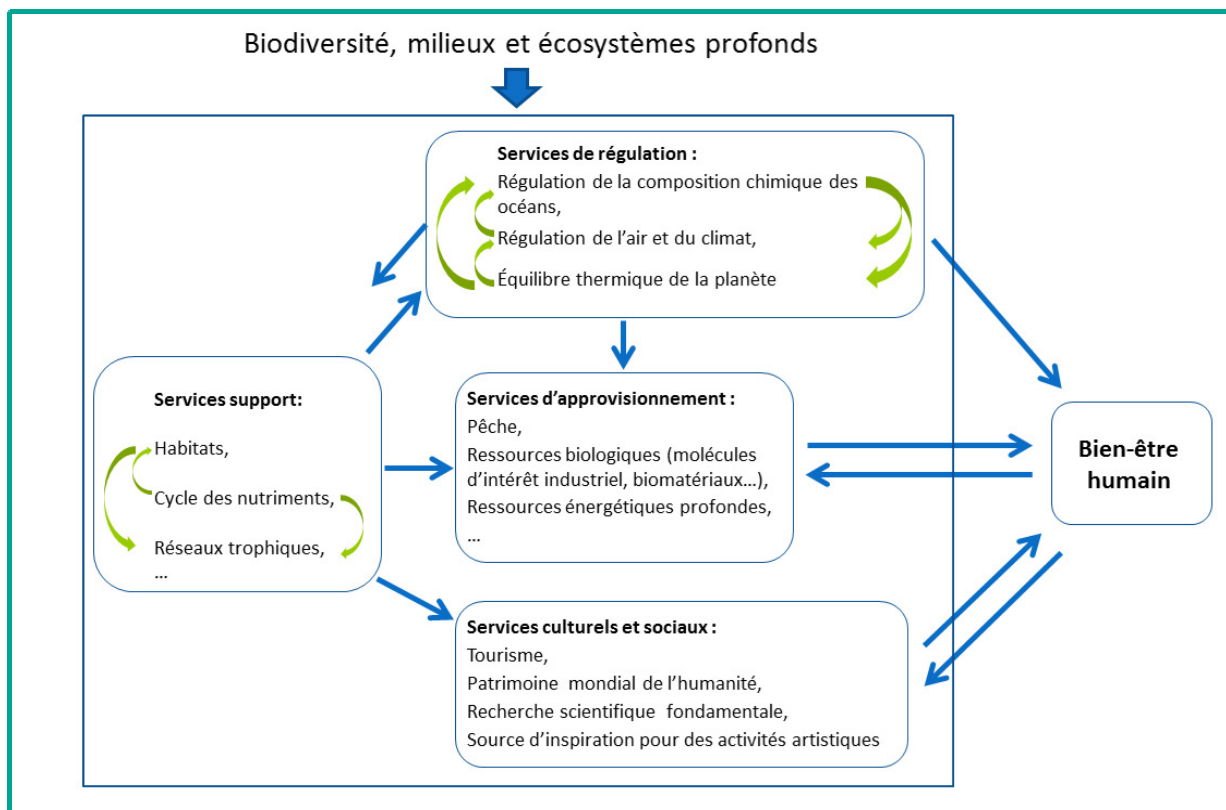 Biodiversité, milieux et écosystèmes profonds
Services de régulation :
Régulation de la composition chimique des
océans,
Régulation de l'air et du climat,
Équilibre thermique de la planète
Services support:
Habitats,
Cycle des nutriments,
Réseaux trophiques,
...
Services d'approvisionnement :
Pêche,
Ressources biologiques (molécules
d'intérêt industriel, biomatériaux...),
Ressources énergétiques profondes,
...
Bien-être
humain
Services culturels et sociaux :
Tourisme,
Patrimoine mondial de l'humanité,
Recherche scientifique fondamentale,
Source d'inspiration pour des activités artistiques